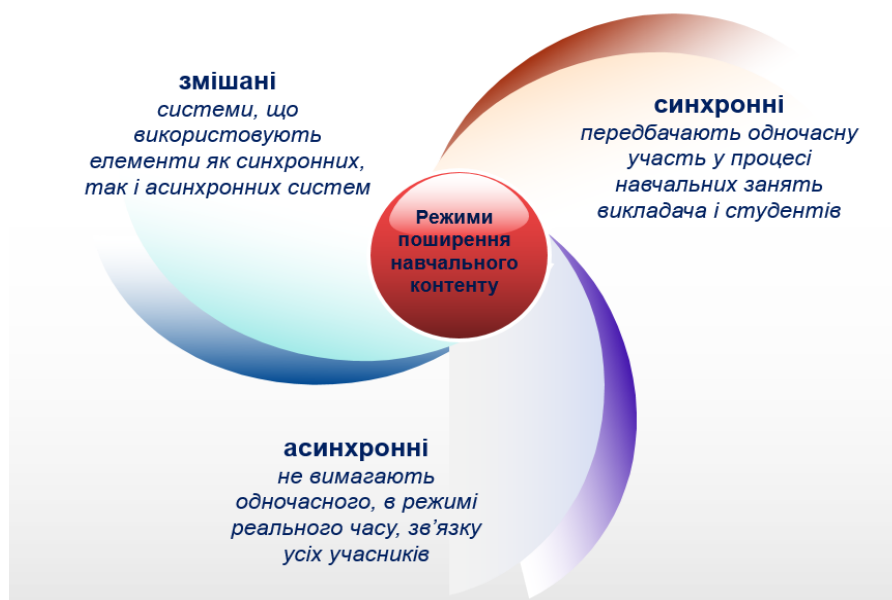 змішані
системи, що
використовують
елементи як синхронних,
так і асинхронних систем
синхронні
передбачають одночасну
участь у процесі
навчальних занять
викладача і студентів
Режими
поширення
навчального
контенту
асинхронні
не вимагають
одночасного, в режимі
реального часу, зв’язку
усіх учасників